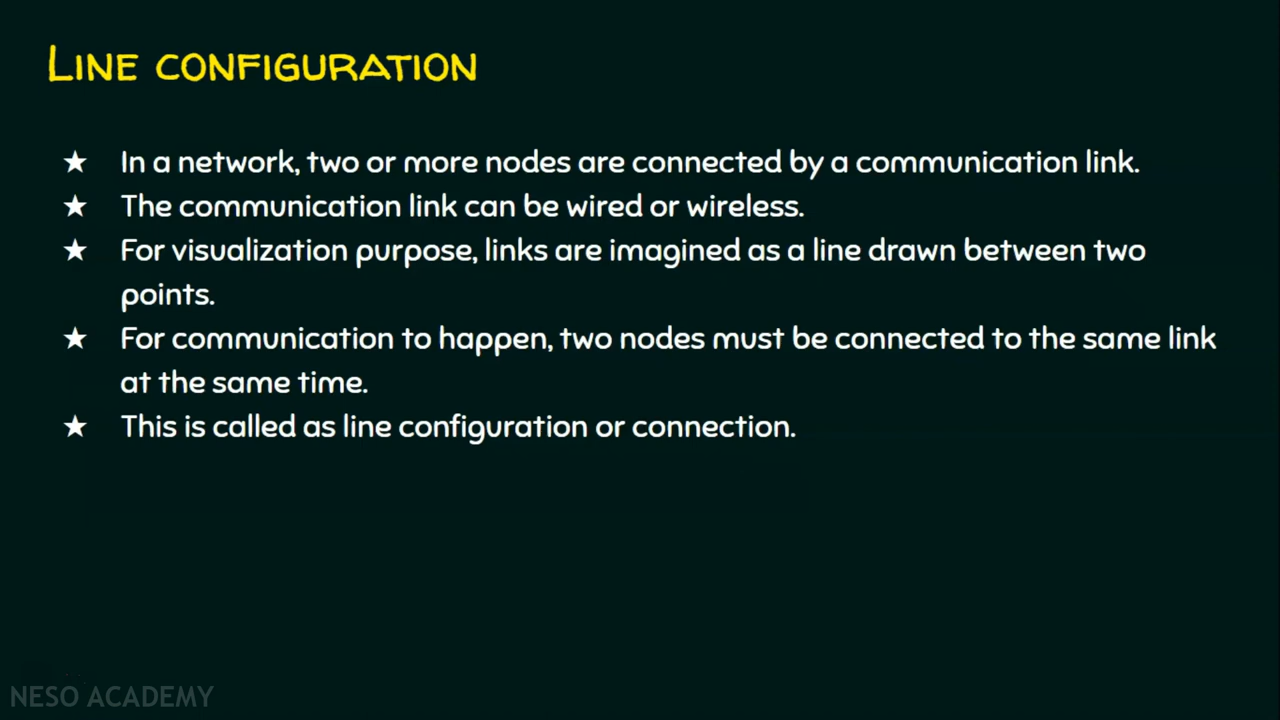 LINE CONFIGURATION
★ In a network, two or more nodes are connected by a communication link.
★ The communication link can be wired or wireless.
★ For visualization purpose, links are imagined as a line drawn between two
points.
★ For communication to happen, two nodes must be connected to the same link
at the same time.
★ This is called as line configuration or connection.
NESO ACADEMY